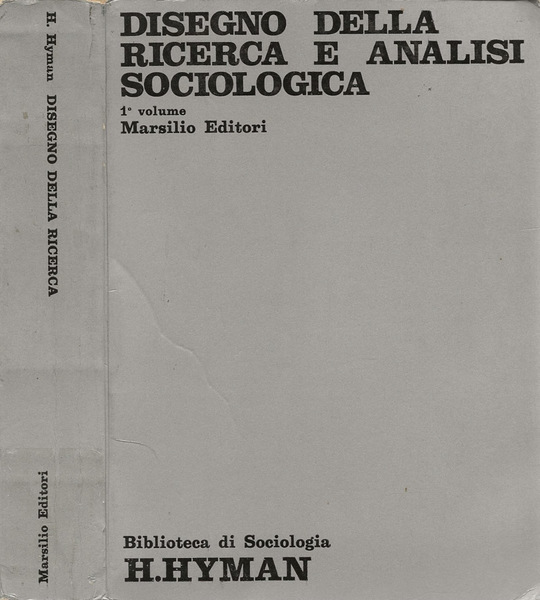 H. Hyman DISEGNO DELLA RICERCA
Marsilio Editori
DISEGNO DELLA
RICERCA E ANALISI
SOCIOLOGICA
1° volume
Marsilio Editori
Biblioteca di Sociologia
H.HYMAN